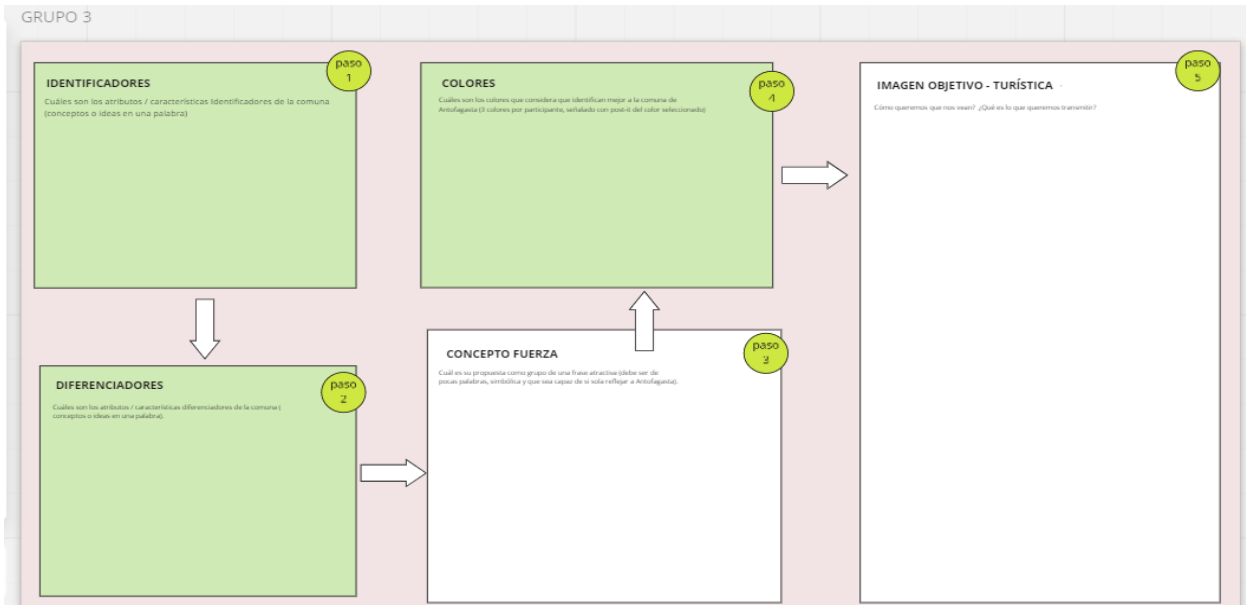 GRUPO 3
IDENTIFICADORES
paso
1
Cuáles son los atributos / características Identificadores de la comuna
(conceptos o ideas en una palabra)
DIFERENCIADORES
paso
2
Cuáles son los atributos / características diferenciadores de la comuna (
conceptos o ideas en una palabra).
CONCEPTO FUERZA
paso
3
Cuál es su propuesta como grupo de una frase atractiva (debe ser de
pocas palabras, simbólica y que sea capaz de si sola reflejar a Antofagasta).
COLORES
paso
4
Cuáles son los colores que considera que identifican mejor a la comuna de
Antofagasta (3 colores por participante, señalado con post-it del color seleccionado)
IMAGEN OBJETIVO - TURÍSTICA
paso
5
Cómo queremos que nos vean? ¿Qué es lo que queremos transmitir?